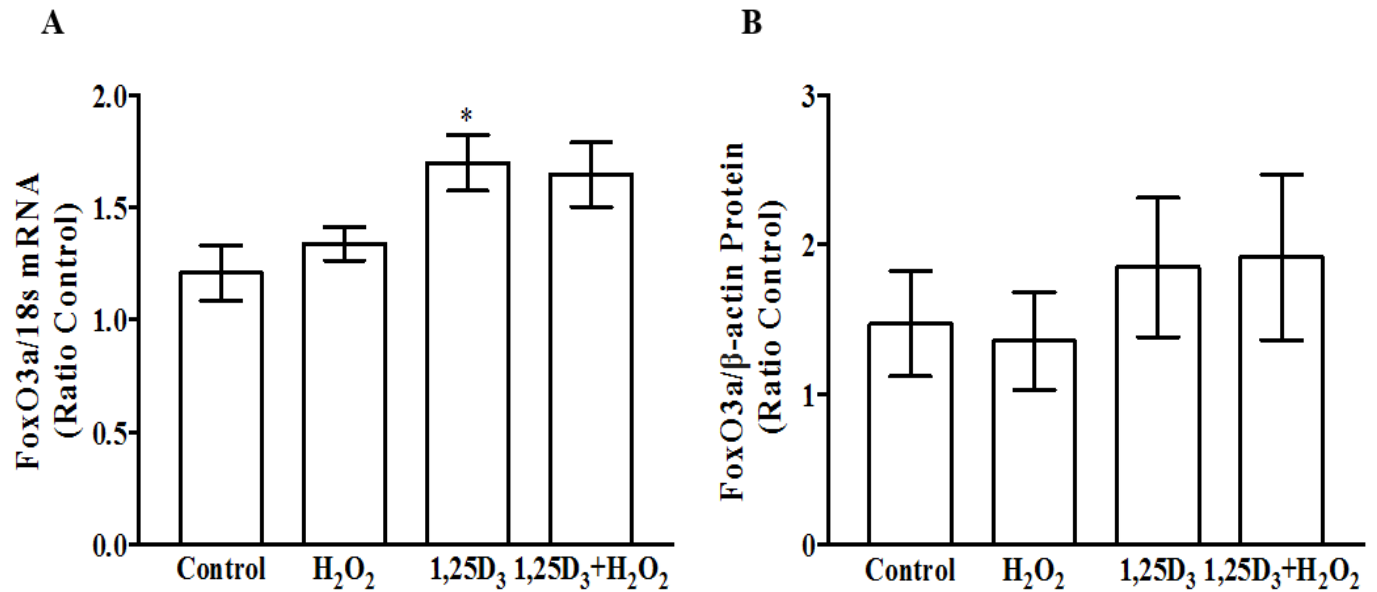 A
B
2.0
1.5
1.0
0.5
0.0
FoxO3a/18s mRNA
(Ratio Control)
*
Control
H₂O₂
1,25D₃
1,25D₃+H₂O₂
3
2
1
0
FoxO3a/β-actin Protein
(Ratio Control)
Control
H₂O₂
1,25D₃
1,25D₃+H₂O₂